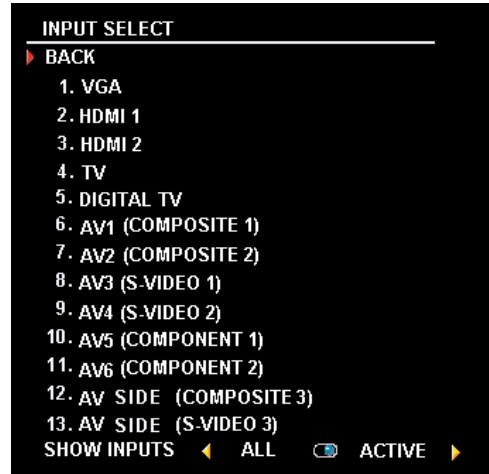 INPUT SELECT
BACK
1. VGA
2. HDMI 1
3. HDMI 2
4. TV
5. DIGITAL TV
6. AV1 (COMPOSITE 1)
7. AV2 (COMPOSITE 2)
8. AV3 (S-VIDEO 1)
9. AV4 (S-VIDEO 2)
10. AV5 (COMPONENT 1)
11. AV6 (COMPONENT 2)
12. AV SIDE (COMPOSITE 3)
13. AV SIDE (S-VIDEO 3)
SHOW INPUTS ALL ACTIVE